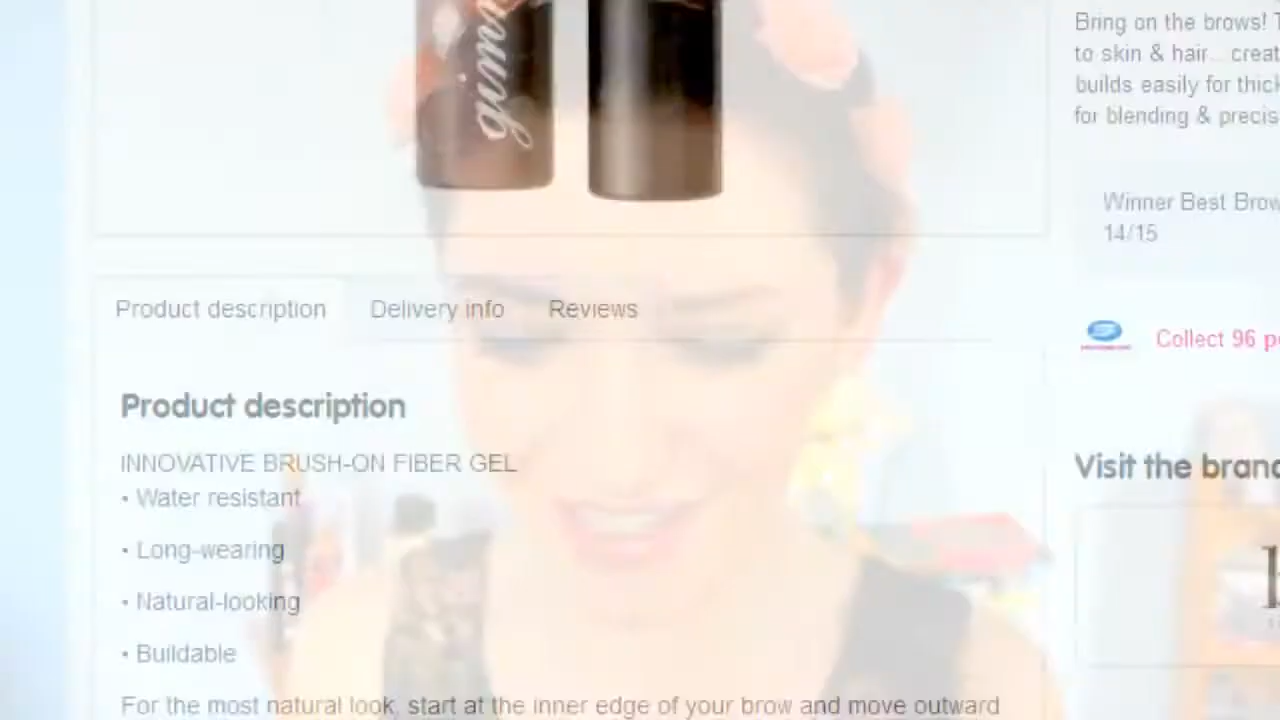 gim
Bring on the brows!
to skin & hair... creat
builds easily for thick
for blending & precis
Winner Best Brow
14/15
Product description
Delivery info
Reviews
Collect 96 po
Product description
INNOVATIVE BRUSH-ON FIBER GEL
• Water resistant
Visit the brand
• Long-wearing
• Natural-looking
• Buildable
For the most natural look, start at the inner edge of your brow and move outward